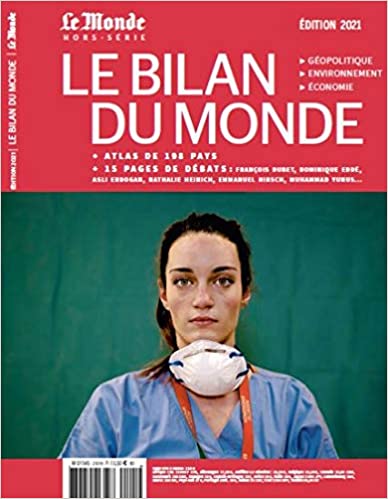 Le Monde
HORS-SÉRIE
ÉDITION 2021
LE BILAN
DU MONDE
▸ GÉOPOLITIQUE
▸ ENVIRONNEMENT
▸ ÉCONOMIE
+ ATLAS DE 198 PAYS
+ 15 PAGES DE DÉBATS : FRANÇOIS DUBET, DOMINIQUE EDDÉ,
ASLI ERDOGAN, NATHALIE HEINICH, EMMANUEL HIRSCH, MUHAMMAD YUNUS...
Le Monde
LE BILAN DU MONDE
ÉDITION 2021